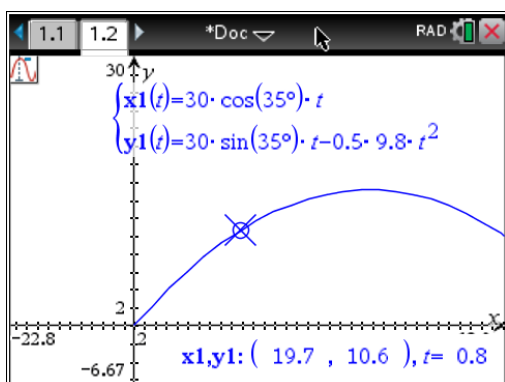 1.1 1.2 *Doc RAD
30 y
x1(t)=30·cos(35°)·t
y1(t)=30·sin(35°)·t−0.5·9.8·t²
2
x
-22.8 2
x1,y1: ( 19.7 , 10.6 ), t= 0.8
-6.67